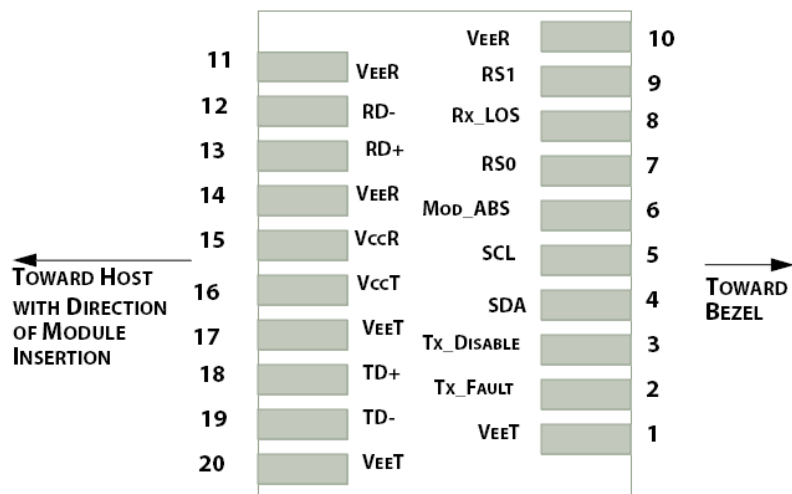 11 VEER
12 RD-
13 RD+
14 VEER
15 VCCR
16 VCCT
17 VEET
18 TD+
19 TD-
20 VEET
VEER 10
RS1 9
RX_LOS 8
RS0 7
MOD_ABS 6
SCL 5
SDA 4
TX_DISABLE 3
TX_FAULT 2
VEET 1
TOWARD HOST
WITH DIRECTION
OF MODULE
INSERTION
TOWARD
BEZEL